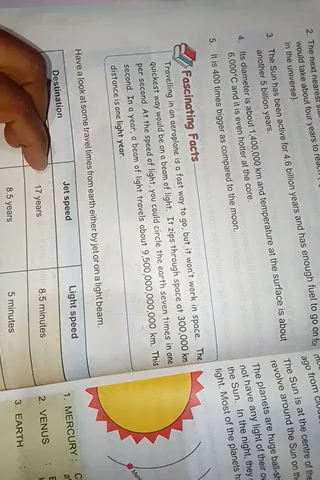 2. The next nearest
would take about four years to reach
in the universe).
3. The Sun has been active for 4.6 billion years and has enough fuel to go on for
another 5 billion years.
4. Its diameter is about 1,400,000 km and temperature at the surface is about
6,000°C and it is even hotter at the core.
5. It is 400 times bigger as compared to the moon.
Fascinating Facts
Travelling in an aeroplane is a fast way to go, but it won't work in space. The
quickest way would be on a beam of light. It zips through space at 300,000 km
per second. At the speed of light, you could circle the earth seven times in one
second. In a year, a beam of light travels about 9,500,000,000,000 km. This
distance is one light year.
Have a look at some travel times from earth either by jet or on a light beam.
Destination Jet speed Light speed
17 years 8.5 minutes
8.5 years 5 minutes
ago from
The Sun is at the centre of the
revolve around the Sun on
The planets are huge ball-sh
not have any light of their o
the Sun. In the night, they
light. Most of the planets h
1. MERCURY :
2. VENUS :
3. EARTH :